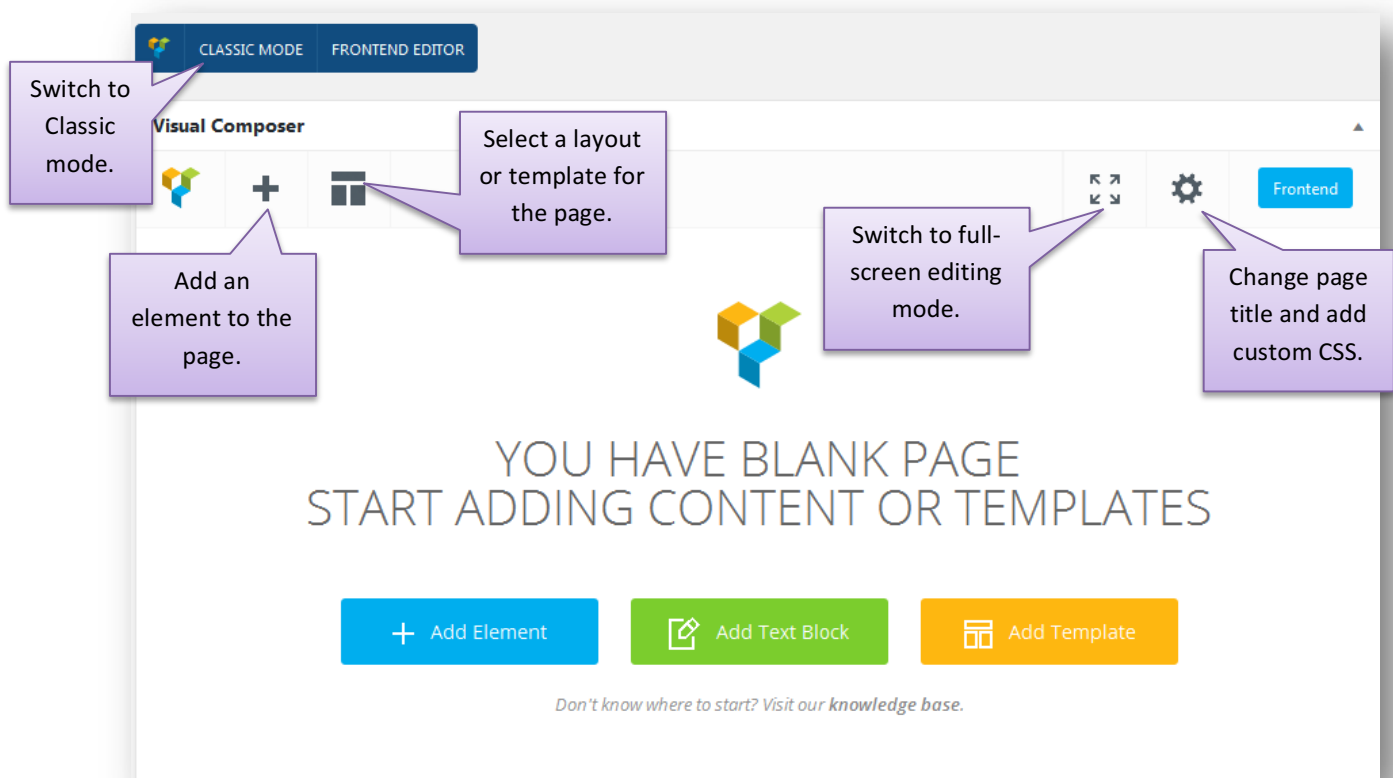 CLASSIC MODE
FRONTEND EDITOR
Switch to
Classic
mode.
Visual Composer
Select a layout
or template for
the page.
Frontend
Switch to full-
screen editing
mode.
Add an
element to the
page.
Change page
title and add
custom CSS.
YOU HAVE BLANK PAGE
START ADDING CONTENT OR TEMPLATES
Add Element
Add Text Block
Add Template
Don't know where to start? Visit our knowledge base.